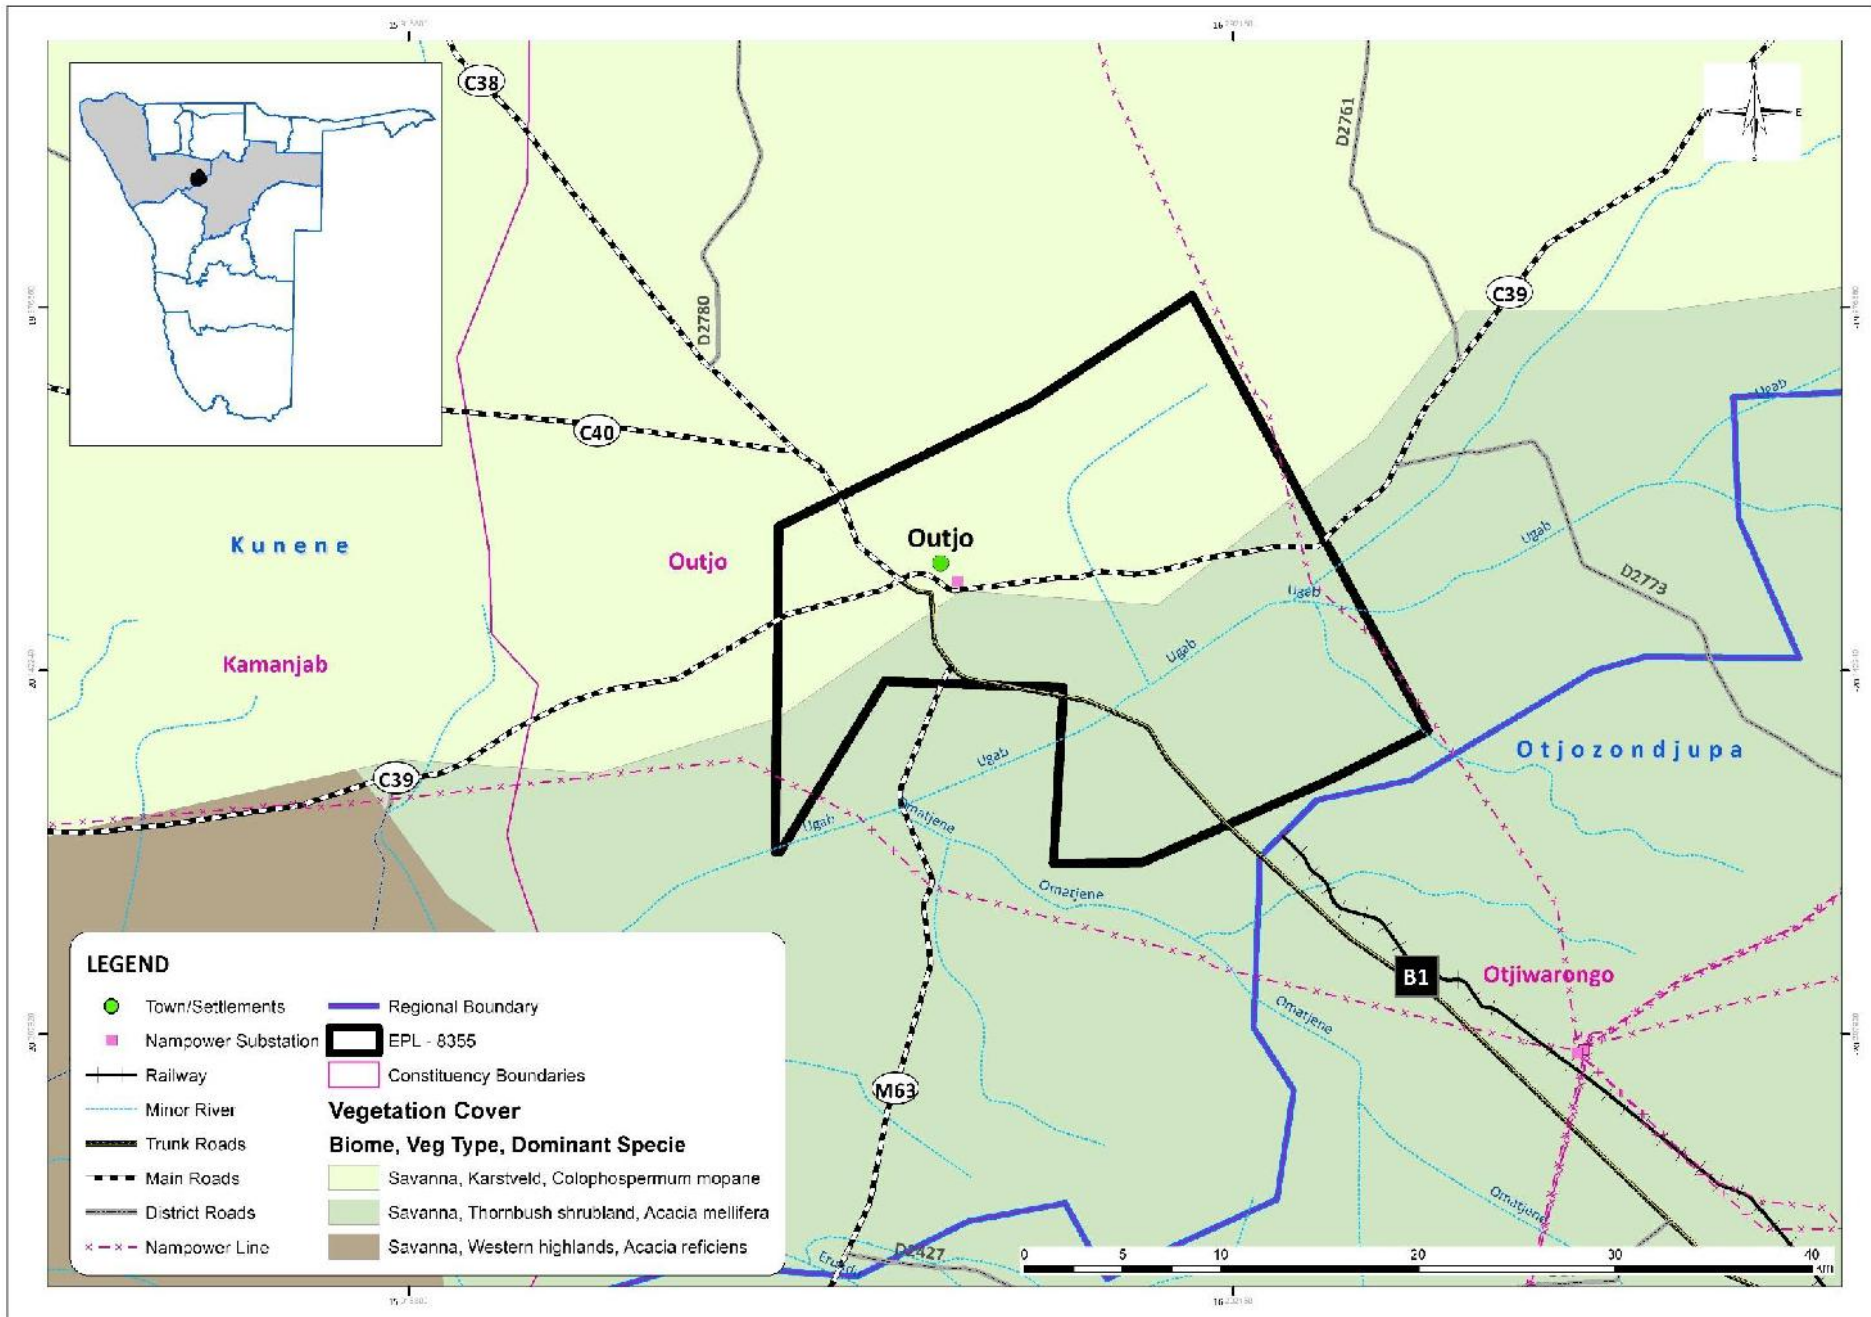 N
W E
S
C38
D2761
C39
D2780
Ugab
C40
Outjo
Kunene
Outjo
Ugab
D2773
Ugab
Kamanjab
Ugab
Otjozondjupa
Ugab
C39
Omatjene
Ugab
Omatjene
B1
Otjiwarongo
Omatjene
M63
Omatjene
D2427
LEGEND
Town/Settlements
Nampower Substation
Railway
Minor River
Trunk Roads
Main Roads
District Roads
Nampower Line
Regional Boundary
EPL - 8355
Constituency Boundaries
Vegetation Cover
Biome, Veg Type, Dominant Specie
Savanna, Karstveld, Colophospermum mopane
Savanna, Thornbush shrubland, Acacia mellifera
Savanna, Western highlands, Acacia reficiens
0 5 10 20 30 40
Km